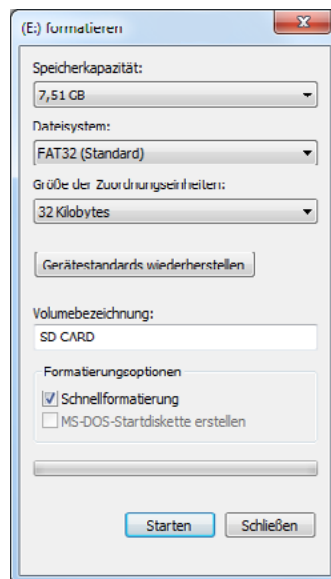 (E:) formatieren
Speicherkapazität:
7,51 GB
Dateisystem:
FAT32 (Standard)
Größe der Zuordnungseinheiten:
32 Kilobytes
Gerätestandards wiederherstellen
Volumebezeichnung:
SD CARD
Formatierungsoptionen
Schnellformatierung
MS-DOS-Startdiskette erstellen
Starten Schließen